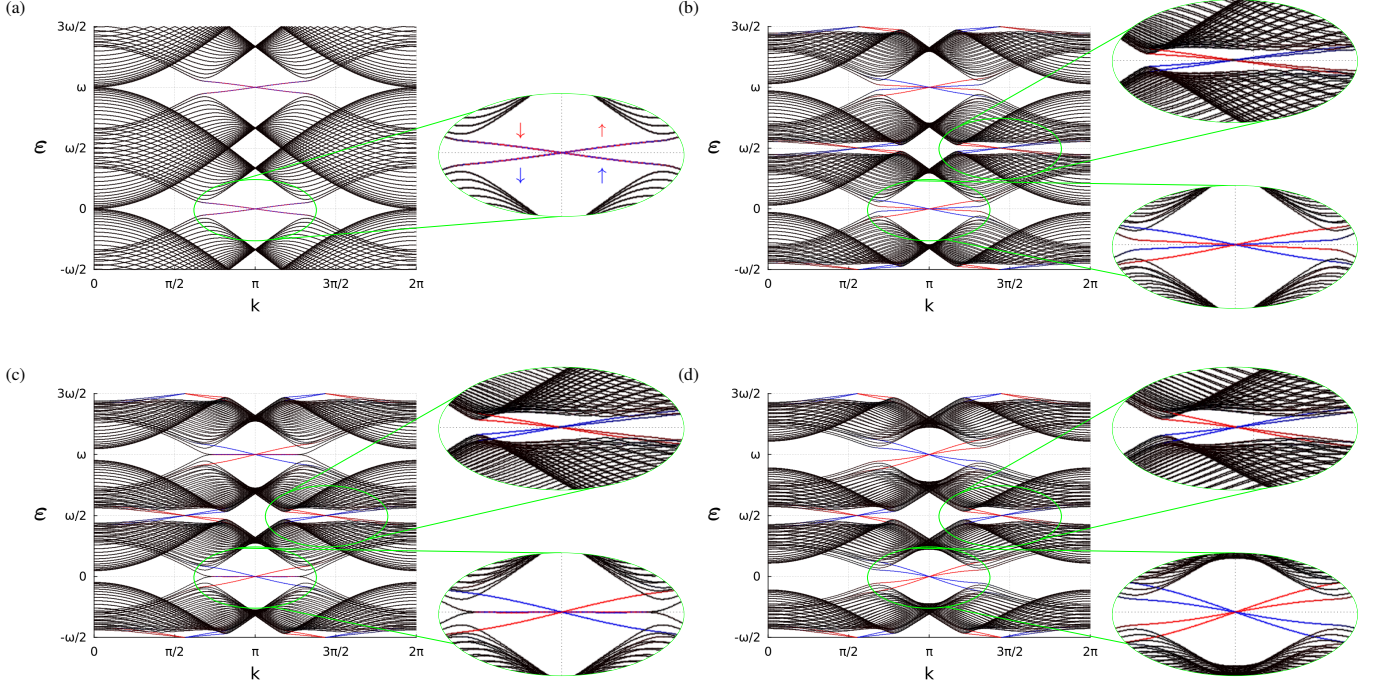 (a)
3ω/2
ω
ω/2
0
-ω/2
ε
0
π/2
π
3π/2
2π
k
↓ ↑
↓ ↑
(b)
3ω/2
ω
ω/2
0
-ω/2
ε
0
π/2
π
3π/2
2π
k
(c)
3ω/2
ω
ω/2
0
-ω/2
ε
0
π/2
π
3π/2
2π
k
(d)
3ω/2
ω
ω/2
0
-ω/2
ε
0
π/2
π
3π/2
2π
k